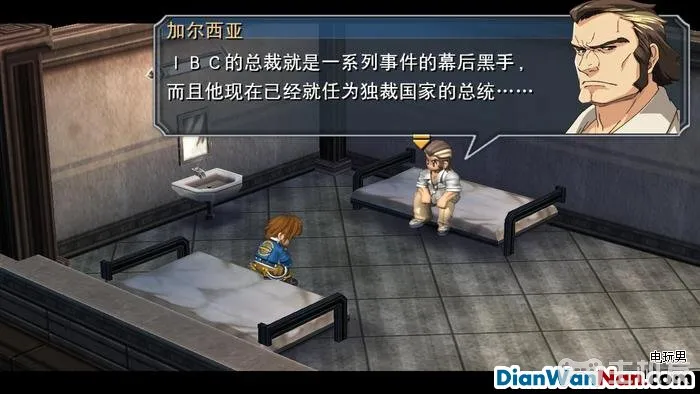 加尔西亚
ＩＢＣ的总裁就是一系列事件的幕后黑手，
而且他现在已经就任为独裁国家的总统……
电玩男
DianWanNan.com